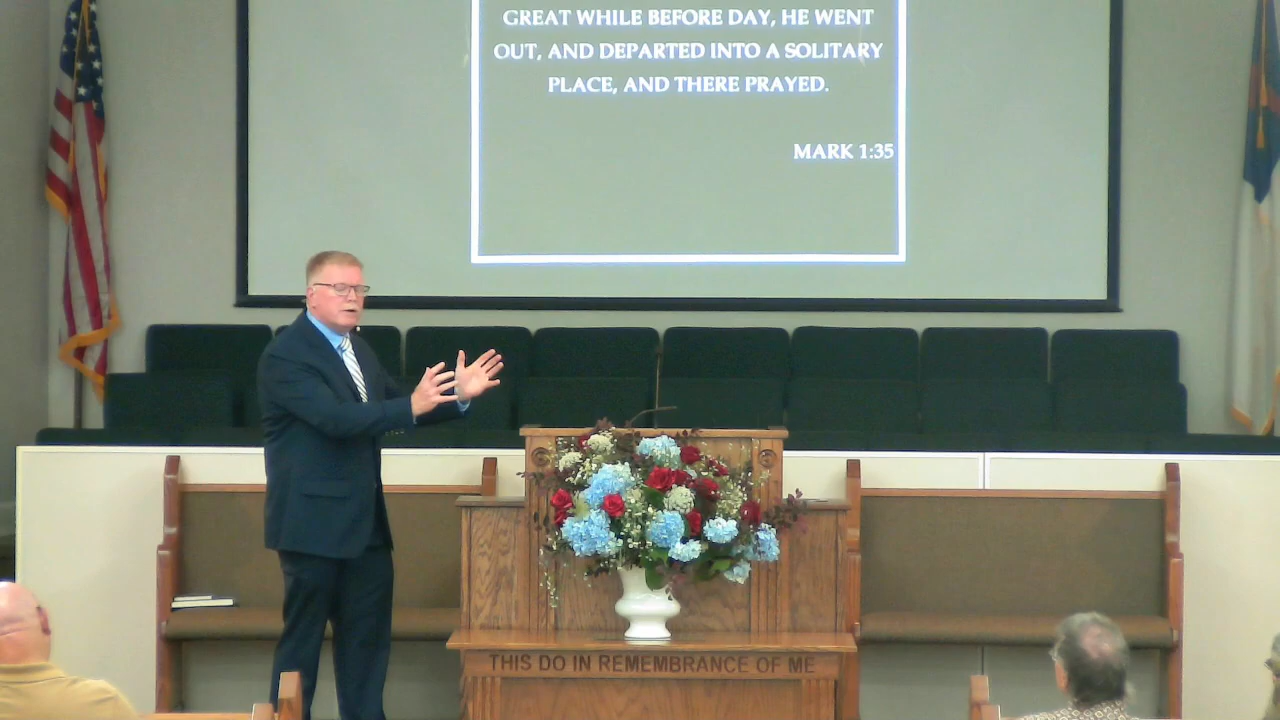 GREAT WHILE BEFORE DAY, HE WENT
OUT, AND DEPARTED INTO A SOLITARY
PLACE, AND THERE PRAYED.
MARK 1:35
THIS DO IN REMEMBRANCE OF ME